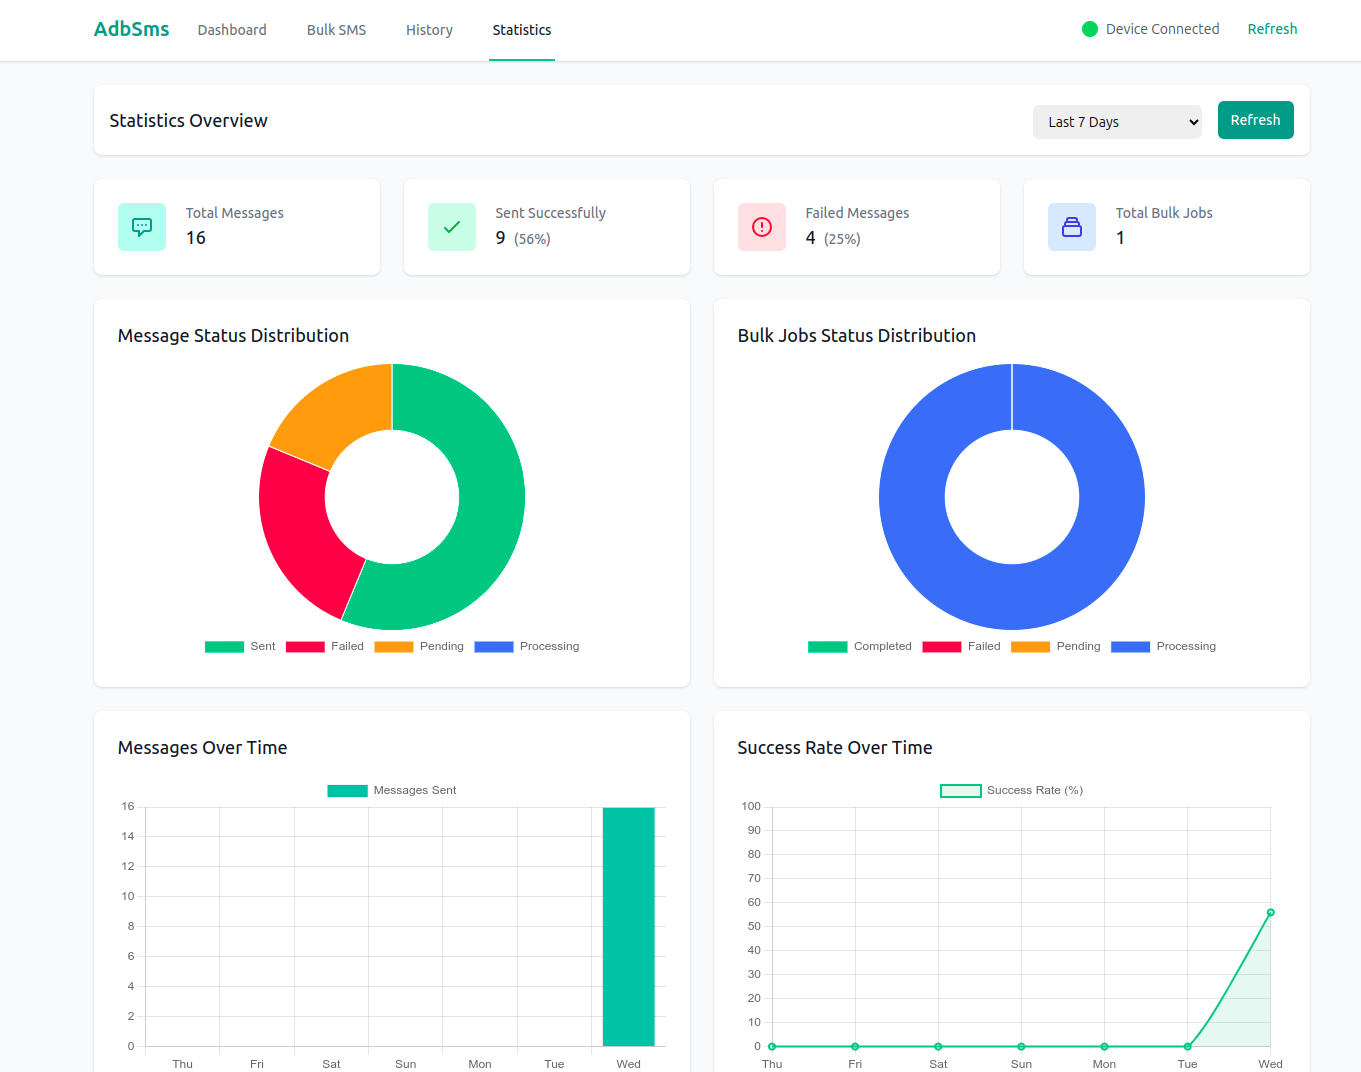 AdbSms Dashboard Bulk SMS History Statistics Device Connected Refresh
Statistics Overview Last 7 Days Refresh
Total Messages
16
Sent Successfully
9 (56%)
Failed Messages
4 (25%)
Total Bulk Jobs
1
Message Status Distribution
Sent Failed Pending Processing
Bulk Jobs Status Distribution
Completed Failed Pending Processing
Messages Over Time
Messages Sent
16
14
12
10
8
6
4
2
0
Thu Fri Sat Sun Mon Tue Wed
Success Rate Over Time
Success Rate (%)
100
90
80
70
60
50
40
30
20
10
0
Thu Fri Sat Sun Mon Tue Wed